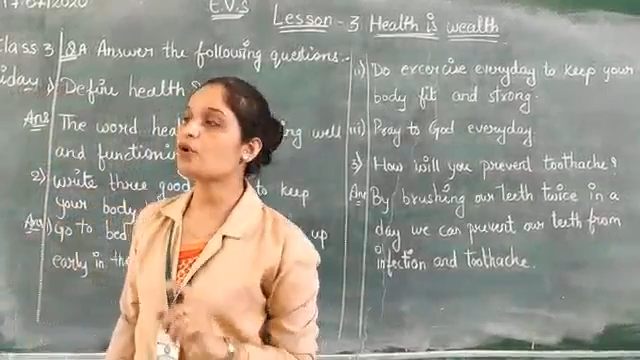 17/07/2020
E.V.S
Lesson - 3 Health is wealth
Class 3 Q/A Answer the following questions.-
1) Define health
Ans The word ing well
and functioni
2) Write three good to keep
your body
Ans 1) Go to bed up
early in the
ii) Do excercise everyday to keep your
body fit and strong.
iii) Pray to God everyday.
3) How will you prevent toothache?
Ans By brushing our teeth twice in a
day we can prevent our teeth from
infection and toothache.